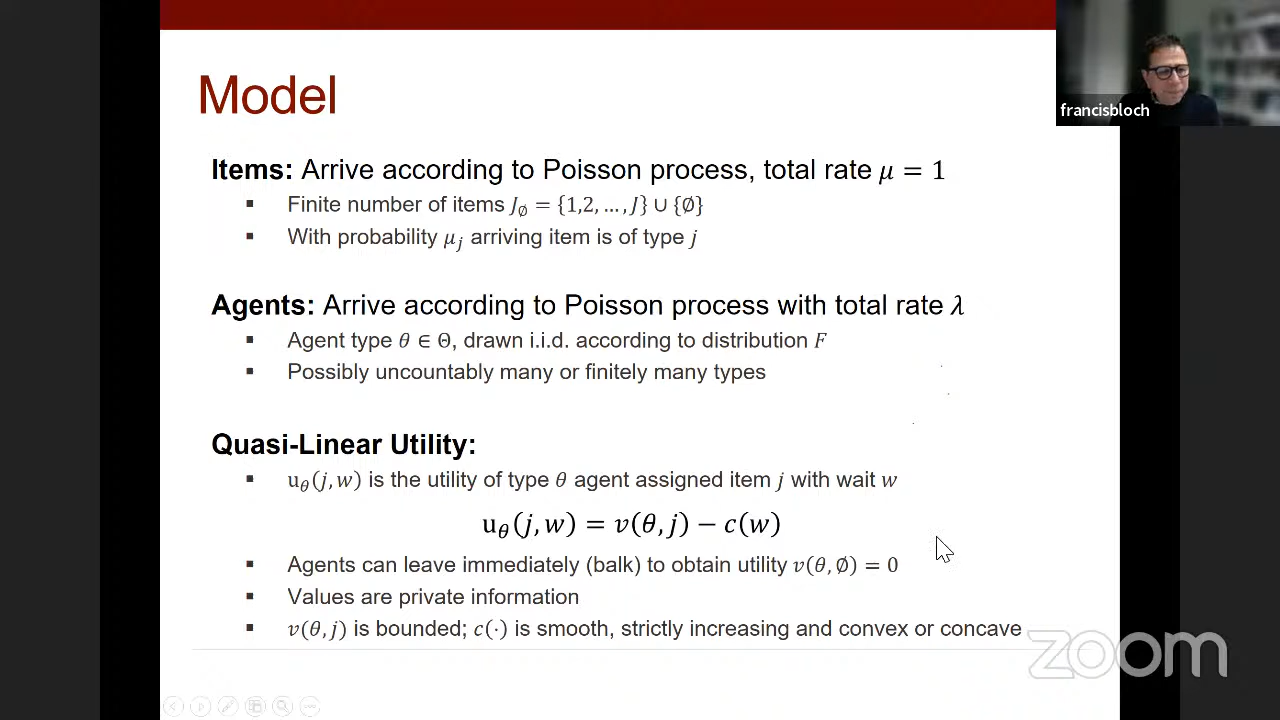 Model
francisbloch
Items: Arrive according to Poisson process, total rate μ = 1
▪ Finite number of items J_∅ = {1,2, …, J} ∪ {∅}
▪ With probability μ_j arriving item is of type j
Agents: Arrive according to Poisson process with total rate λ
▪ Agent type θ ∈ Θ, drawn i.i.d. according to distribution F
▪ Possibly uncountably many or finitely many types
Quasi-Linear Utility:
▪ u_θ(j, w) is the utility of type θ agent assigned item j with wait w
u_θ(j, w) = v(θ, j) − c(w)
▪ Agents can leave immediately (balk) to obtain utility v(θ, ∅) = 0
▪ Values are private information
▪ v(θ, j) is bounded; c(·) is smooth, strictly increasing and convex or concave
zoom